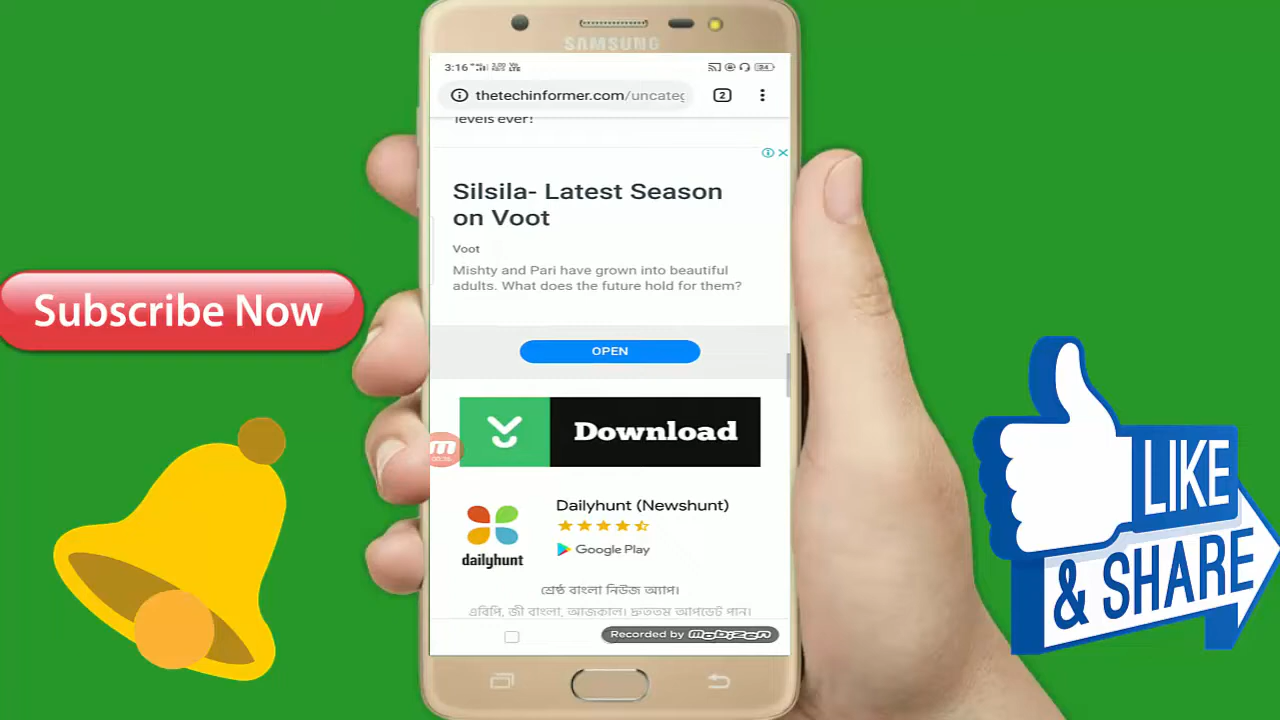 SAMSUNG
3:16
thetechinformer.com/uncateg
2
levels ever!
Silsila- Latest Season
on Voot
Voot
Mishty and Pari have grown into beautiful
adults. What does the future hold for them?
OPEN
Download
Dailyhunt (Newshunt)
Google Play
dailyhunt
শ্রেষ্ঠ বাংলা নিউজ অ্যাপ।
এবিপি, জী বাংলা, আজকাল। দ্রুততম আপডেট পান।
Recorded by mobizen
Subscribe Now
LIKE
& SHARE